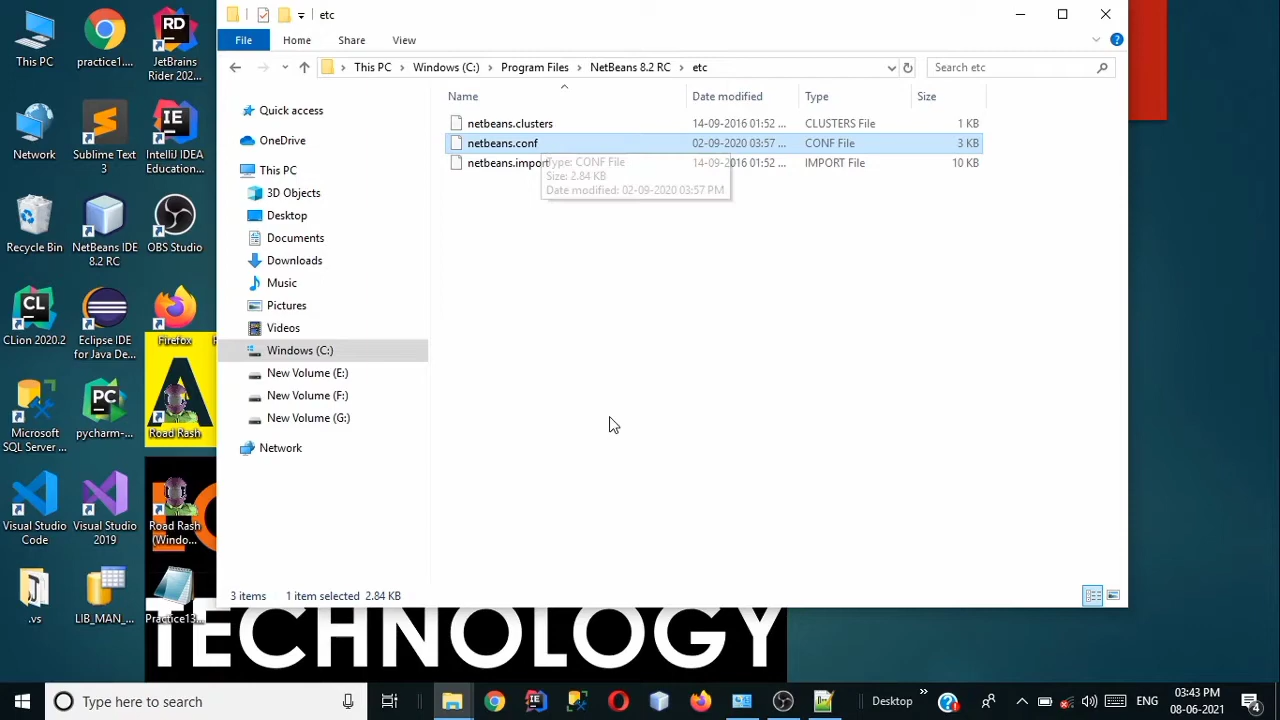 etc
File
Home
Share
View
This PC
Windows (C:)
Program Files
NetBeans 8.2 RC
etc
Search etc
Name
Date modified
Type
Size
netbeans.clusters
14-09-2016 01:52 ...
CLUSTERS File
1 KB
netbeans.conf
02-09-2020 03:57 ...
CONF File
3 KB
netbeans.import
14-09-2016 01:52 ...
IMPORT File
10 KB
Type: CONF File
Size: 2.84 KB
Date modified: 02-09-2020 03:57 PM
Quick access
OneDrive
This PC
3D Objects
Desktop
Documents
Downloads
Music
Pictures
Videos
Windows (C:)
New Volume (E:)
New Volume (F:)
New Volume (G:)
Network
3 items
1 item selected 2.84 KB
This PC
practice1....
RD
JetBrains
Rider 202...
Network
Sublime Text
3
IE
IntelliJ IDEA
Education...
Recycle Bin
NetBeans IDE
8.2 RC
OBS Studio
CL
CLion 2020.2
Eclipse IDE
for Java De...
Firefox
Microsoft
SQL Server ...
PC
pycharm-...
Road Rash
Visual Studio
Code
Visual Studio
2019
Road Rash
(Windo...
.vs
LIB_MAN_...
Practice13...
TECHNOLOGY
Type here to search
Desktop
ENG
03:43 PM
08-06-2021
4